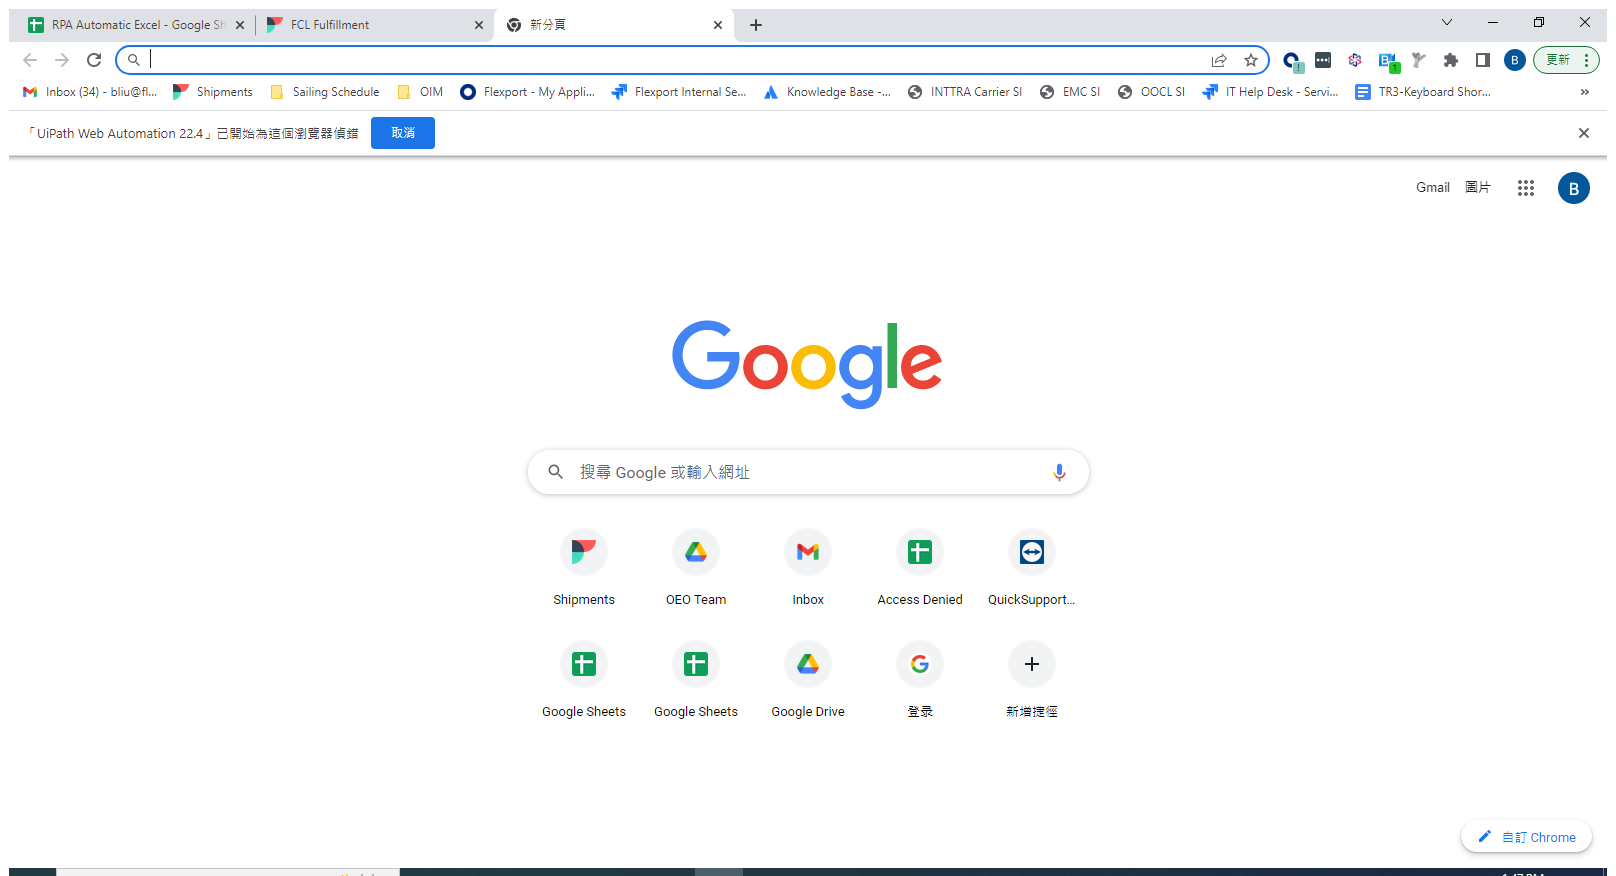 RPA Automatic Excel - Google Sh
FCL Fulfillment
新分頁
B
更新
Inbox (34) - bliu@fl...
Shipments
Sailing Schedule
OIM
Flexport - My Appli...
Flexport Internal Se...
Knowledge Base -...
INTTRA Carrier SI
EMC SI
OOCL SI
IT Help Desk - Servi...
TR3-Keyboard Shor...
「UiPath Web Automation 22.4」已開始為這個瀏覽器偵錯
取消
Gmail
圖片
B
Google
搜尋 Google 或輸入網址
Shipments
OEO Team
Inbox
Access Denied
QuickSupport...
Google Sheets
Google Sheets
Google Drive
登录
新增捷徑
自訂 Chrome